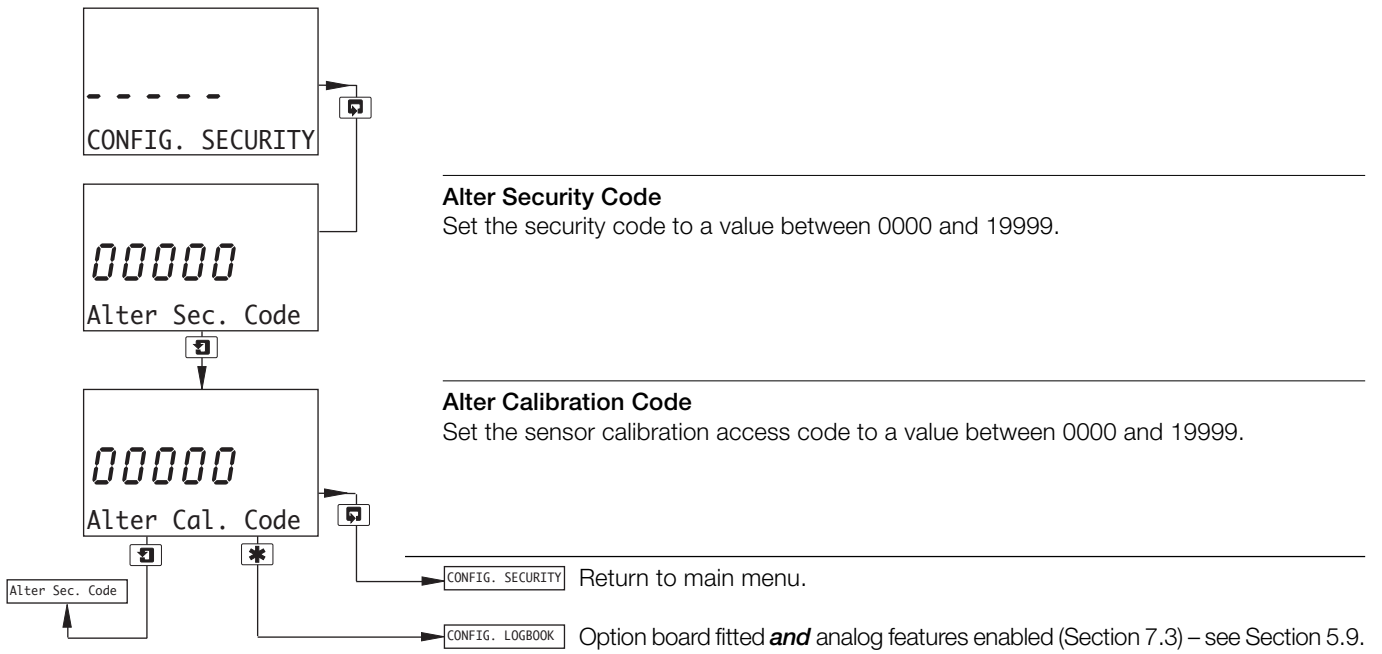 - - - - -
CONFIG. SECURITY
Alter Security Code
Set the security code to a value between 0000 and 19999.
00000
Alter Sec. Code
Alter Calibration Code
Set the sensor calibration access code to a value between 0000 and 19999.
00000
Alter Cal. Code
CONFIG. SECURITY Return to main menu.
Alter Sec. Code
CONFIG. LOGBOOK Option board fitted and analog features enabled (Section 7.3) – see Section 5.9.